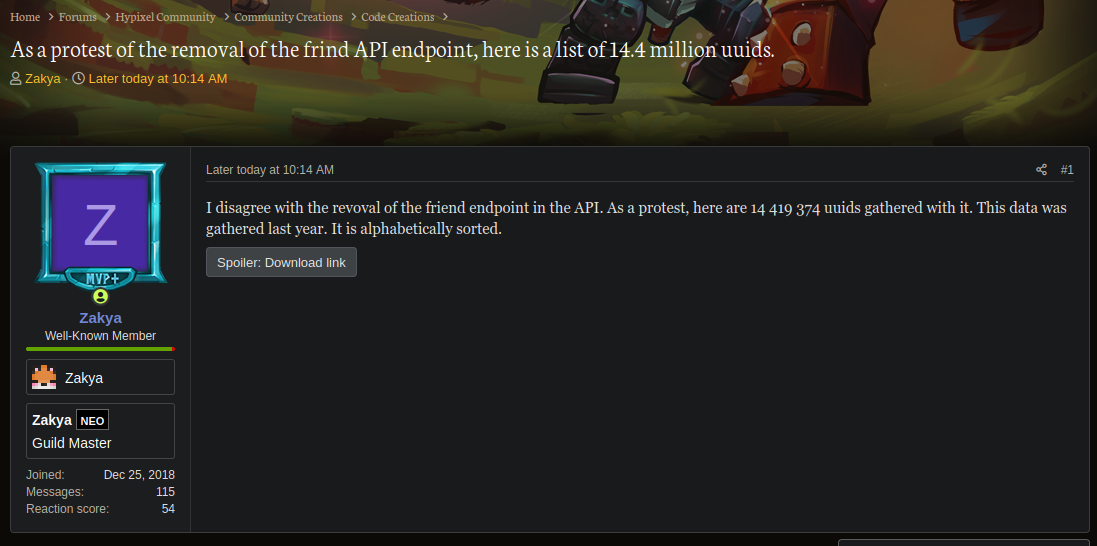 Home > Forums > Hypixel Community > Community Creations > Code Creations >
As a protest of the removal of the frind API endpoint, here is a list of 14.4 million uuids.
Zakya · Later today at 10:14 AM
Later today at 10:14 AM #1
I disagree with the revoval of the friend endpoint in the API. As a protest, here are 14 419 374 uuids gathered with it. This data was
gathered last year. It is alphabetically sorted.
Spoiler: Download link
Z
MVP+
Zakya
Well-Known Member
Zakya
Zakya NEO
Guild Master
Joined: Dec 25, 2018
Messages: 115
Reaction score: 54